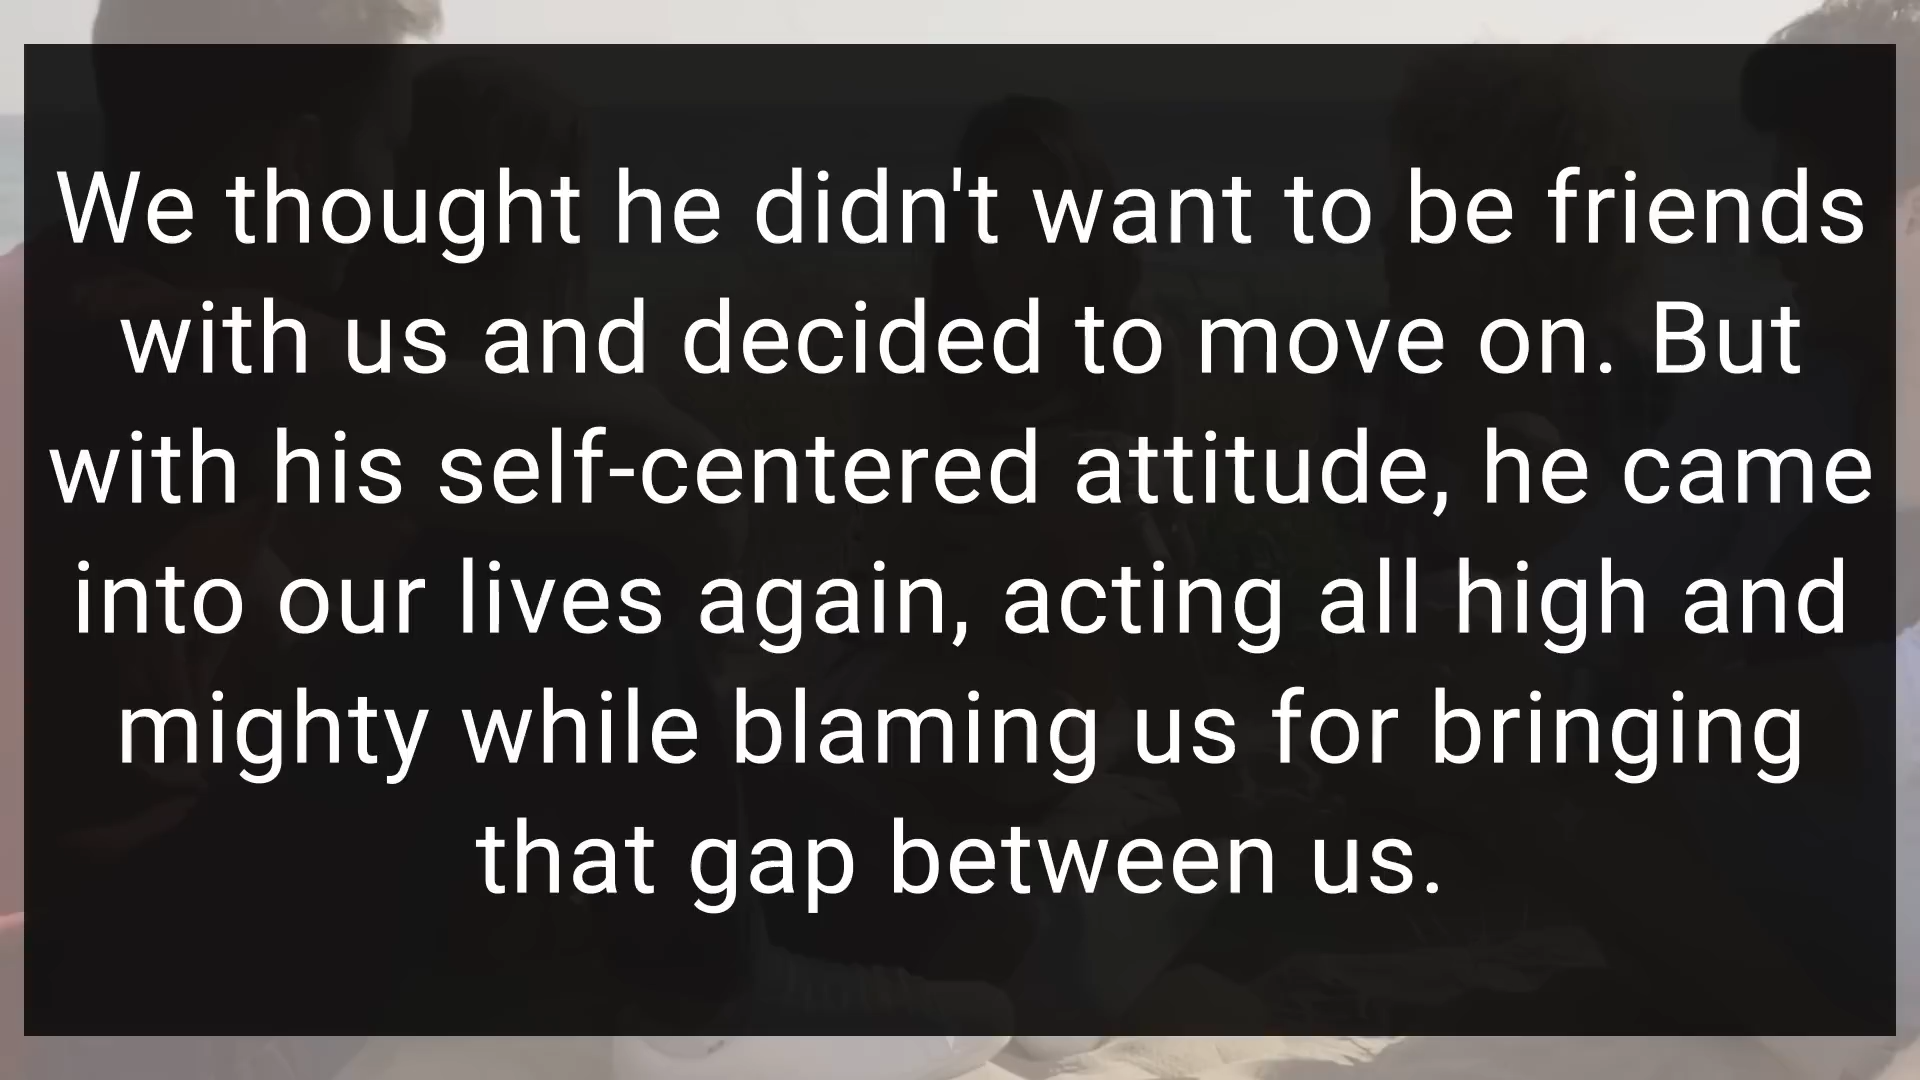 We thought he didn't want to be friends
with us and decided to move on. But
with his self-centered attitude, he came
into our lives again, acting all high and
mighty while blaming us for bringing
that gap between us.